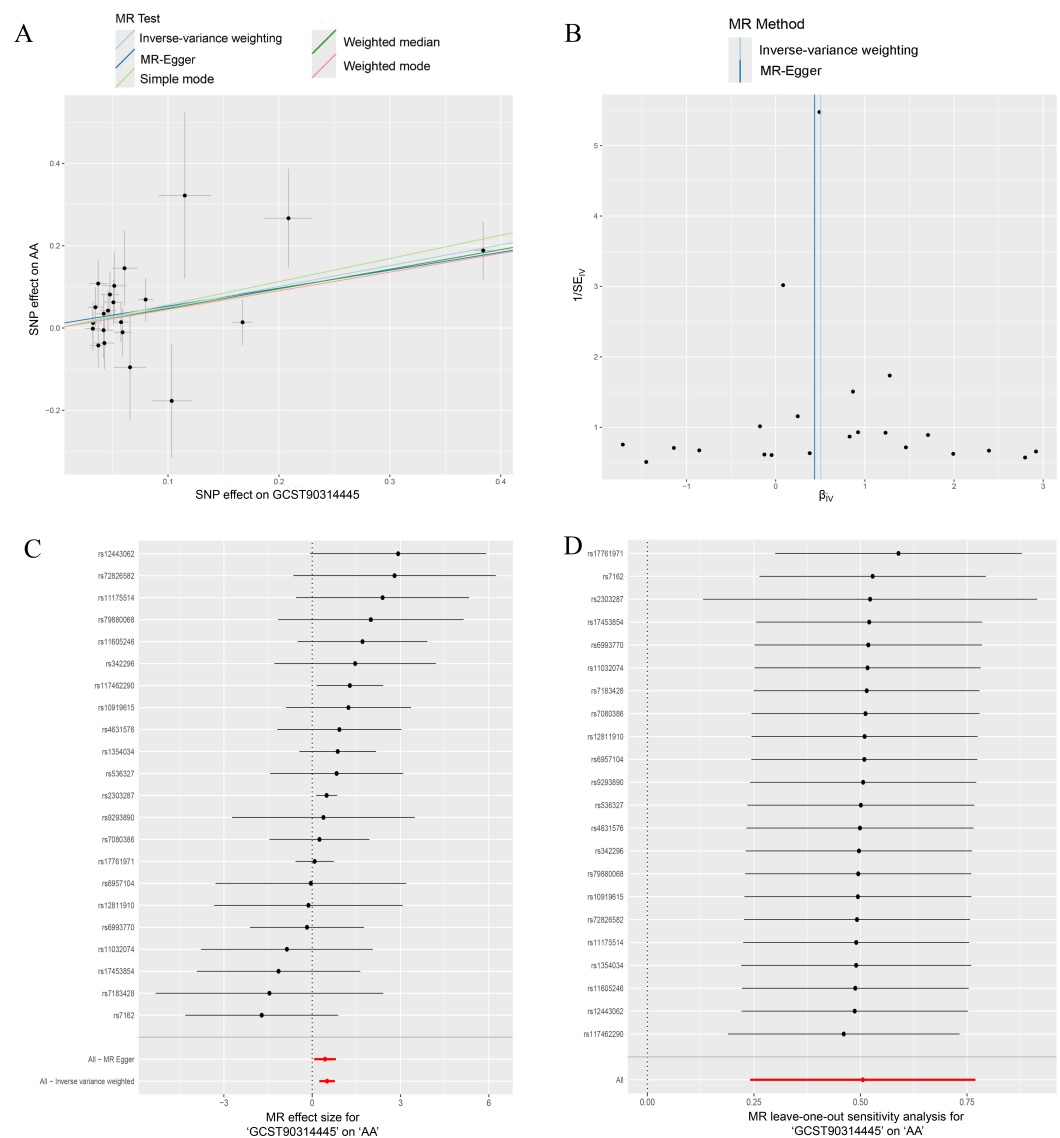 A
MR Test
Inverse-variance weighting
MR-Egger
Simple mode
Weighted median
Weighted mode
0.4
0.2
0.0
−0.2
SNP effect on AA
0.1
0.2
0.3
0.4
SNP effect on GCST90314445
B
MR Method
Inverse-variance weighting
MR-Egger
5
4
3
2
1
1/SEIV
−1
0
1
2
3
βIV
C
rs12443062
rs72826582
rs11175514
rs79880068
rs11605246
rs342296
rs117462290
rs10919615
rs4631576
rs1354034
rs536327
rs2303287
rs9293890
rs7080386
rs17761971
rs6957104
rs12811910
rs6993770
rs11032074
rs17453854
rs7183428
rs7162
All − MR Egger
All − Inverse variance weighted
−3
0
3
6
MR effect size for
‘GCST90314445’ on ‘AA’
D
rs17761971
rs7162
rs2303287
rs17453854
rs6993770
rs11032074
rs7183428
rs7080386
rs12811910
rs6957104
rs9293890
rs536327
rs4631576
rs342296
rs79880068
rs10919615
rs72826582
rs11175514
rs1354034
rs11605246
rs12443062
rs117462290
All
0.00
0.25
0.50
0.75
MR leave-one-out sensitivity analysis for
‘GCST90314445’ on ‘AA’